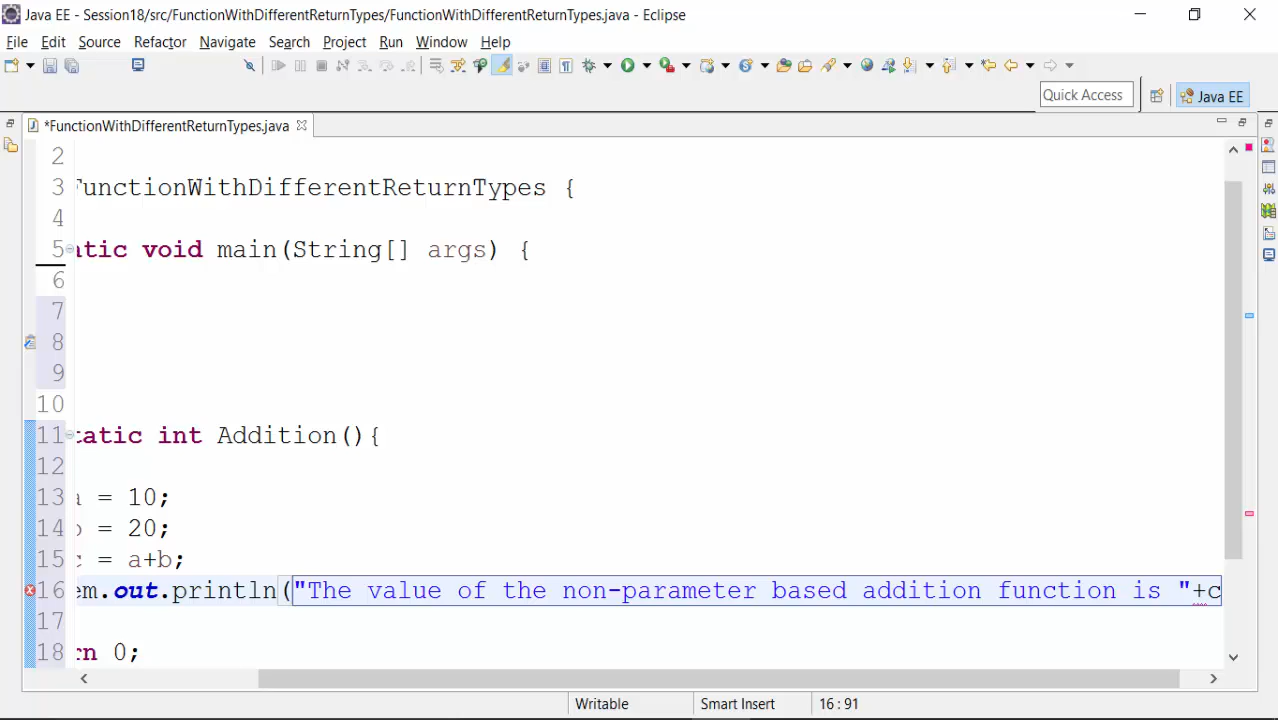 Java EE - Session18/src/FunctionWithDifferentReturnTypes/FunctionWithDifferentReturnTypes.java - Eclipse
File Edit Source Refactor Navigate Search Project Run Window Help
Quick Access Java EE
*FunctionWithDifferentReturnTypes.java
2
3 FunctionWithDifferentReturnTypes {
4
5 atic void main(String[] args) {
6
7
8
9
10
11 tatic int Addition(){
12
13 a = 10;
14 b = 20;
15 c = a+b;
16 em.out.println("The value of the non-parameter based addition function is "+c
17
18 rn 0;
Writable Smart Insert 16 : 91